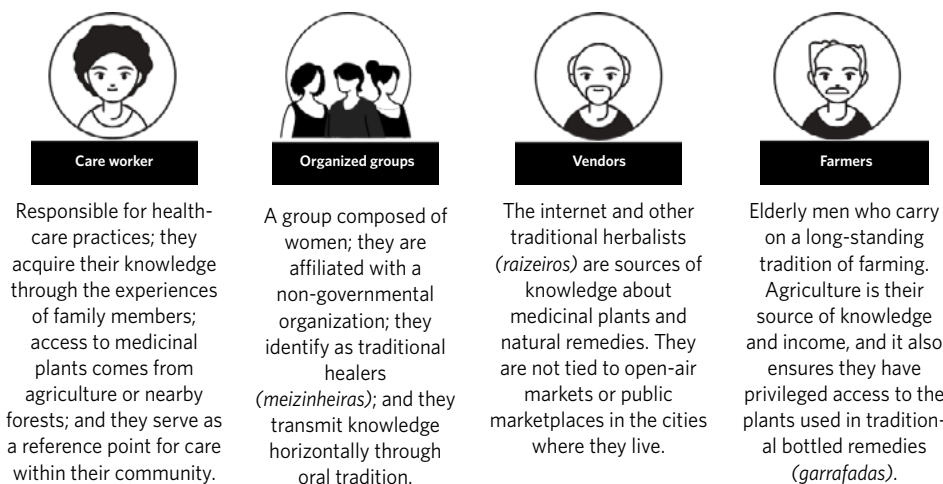 Care worker
Responsible for health-
care practices; they
acquire their knowledge
through the experiences
of family members;
access to medicinal
plants comes from
agriculture or nearby
forests; and they serve as
a reference point for care
within their community.
Organized groups
A group composed of
women; they are
affiliated with a
non-governmental
organization; they
identify as traditional
healers
(meizinheiras); and they
transmit knowledge
horizontally through
oral tradition.
Vendors
The internet and other
traditional herbalists
(raizeiros) are sources of
knowledge about
medicinal plants and
natural remedies. They
are not tied to open-air
markets or public
marketplaces in the cities
where they live.
Farmers
Elderly men who carry
on a long-standing
tradition of farming.
Agriculture is their
source of knowledge
and income, and it also
ensures they have
privileged access to the
plants used in tradition-
al bottled remedies
(garrafadas).